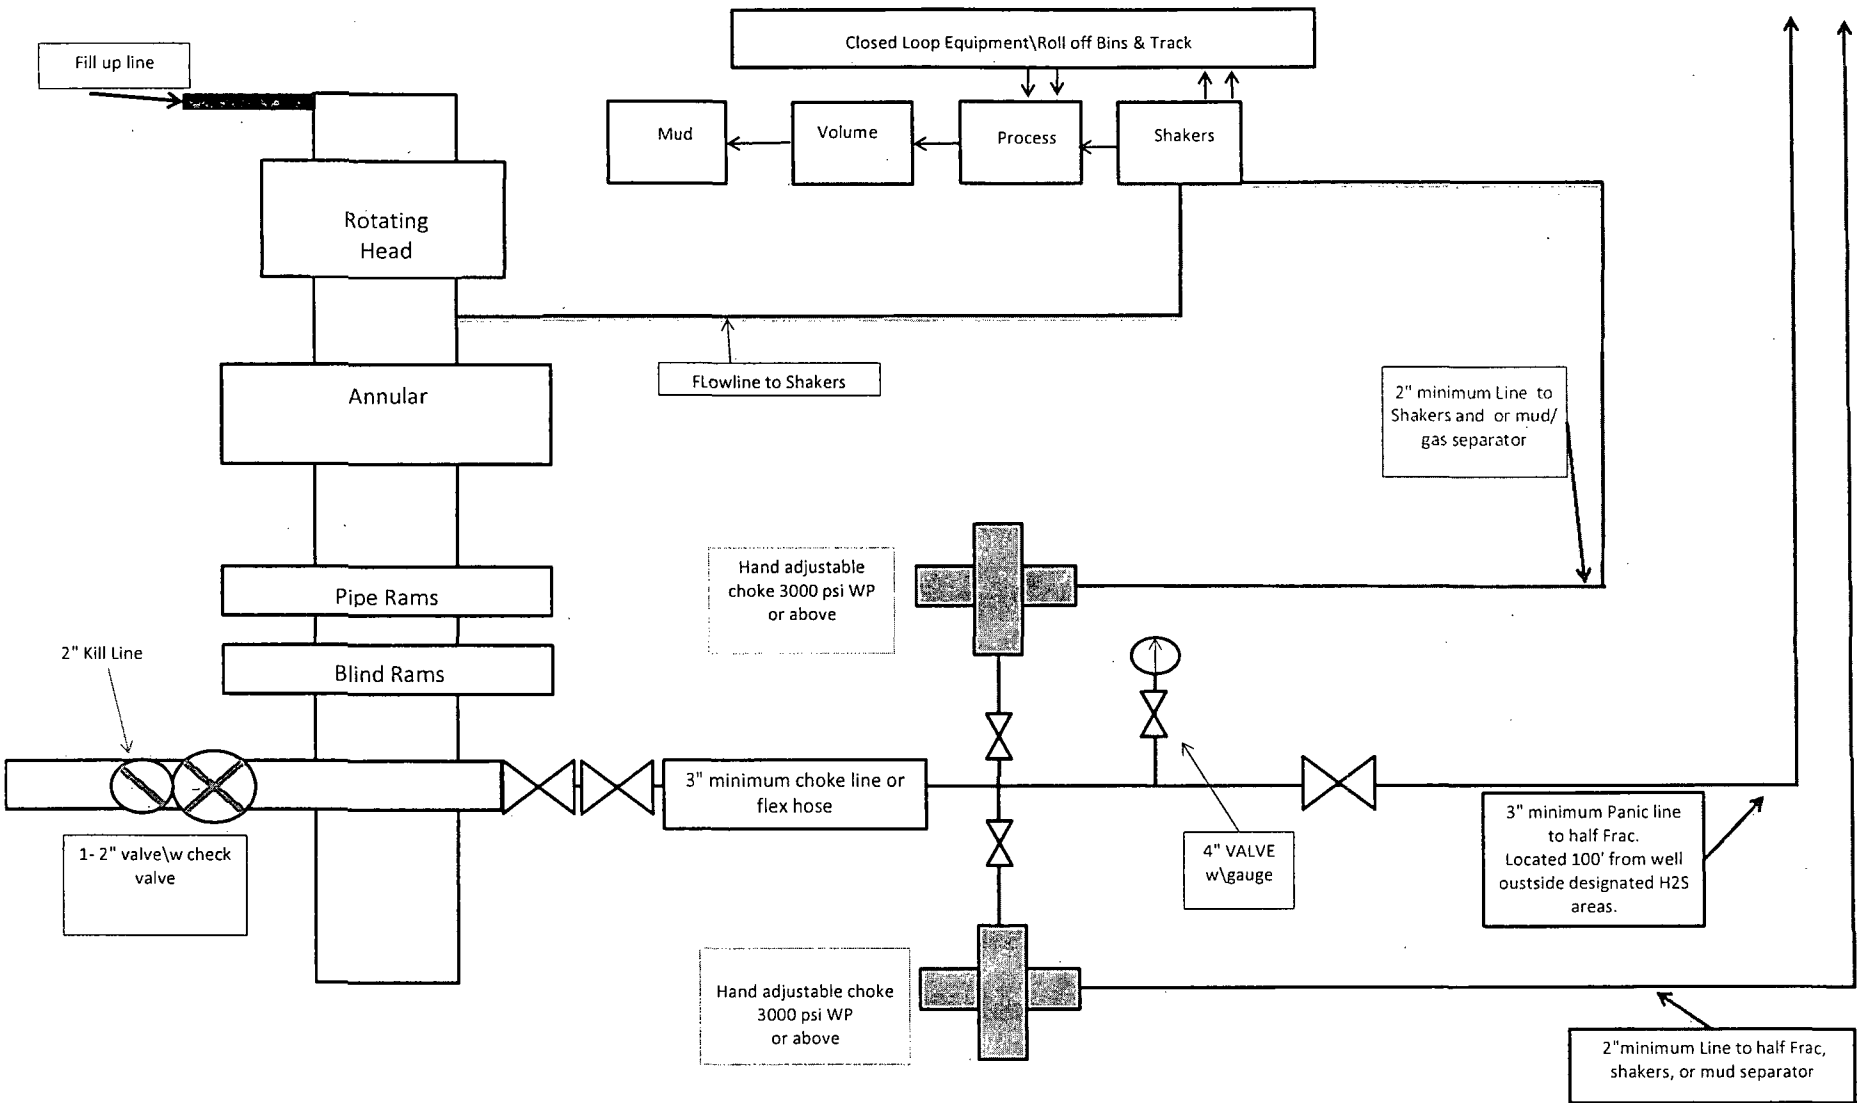 Closed Loop Equipment\Roll off Bins & Track
Fill up line
Mud
Volume
Process
Shakers
Rotating
Head
FLowline to Shakers
Annular
2" minimum Line to
Shakers and or mud/
gas separator
Hand adjustable
choke 3000 psi WP
or above
Pipe Rams
2" Kill Line
Blind Rams
3" minimum choke line or
flex hose
1- 2" valve\w check
valve
4" VALVE
w\gauge
3" minimum Panic line
to half Frac.
Located 100' from well
oustside designated H2S
areas.
Hand adjustable choke
3000 psi WP
or above
2"minimum Line to half Frac,
shakers, or mud separator